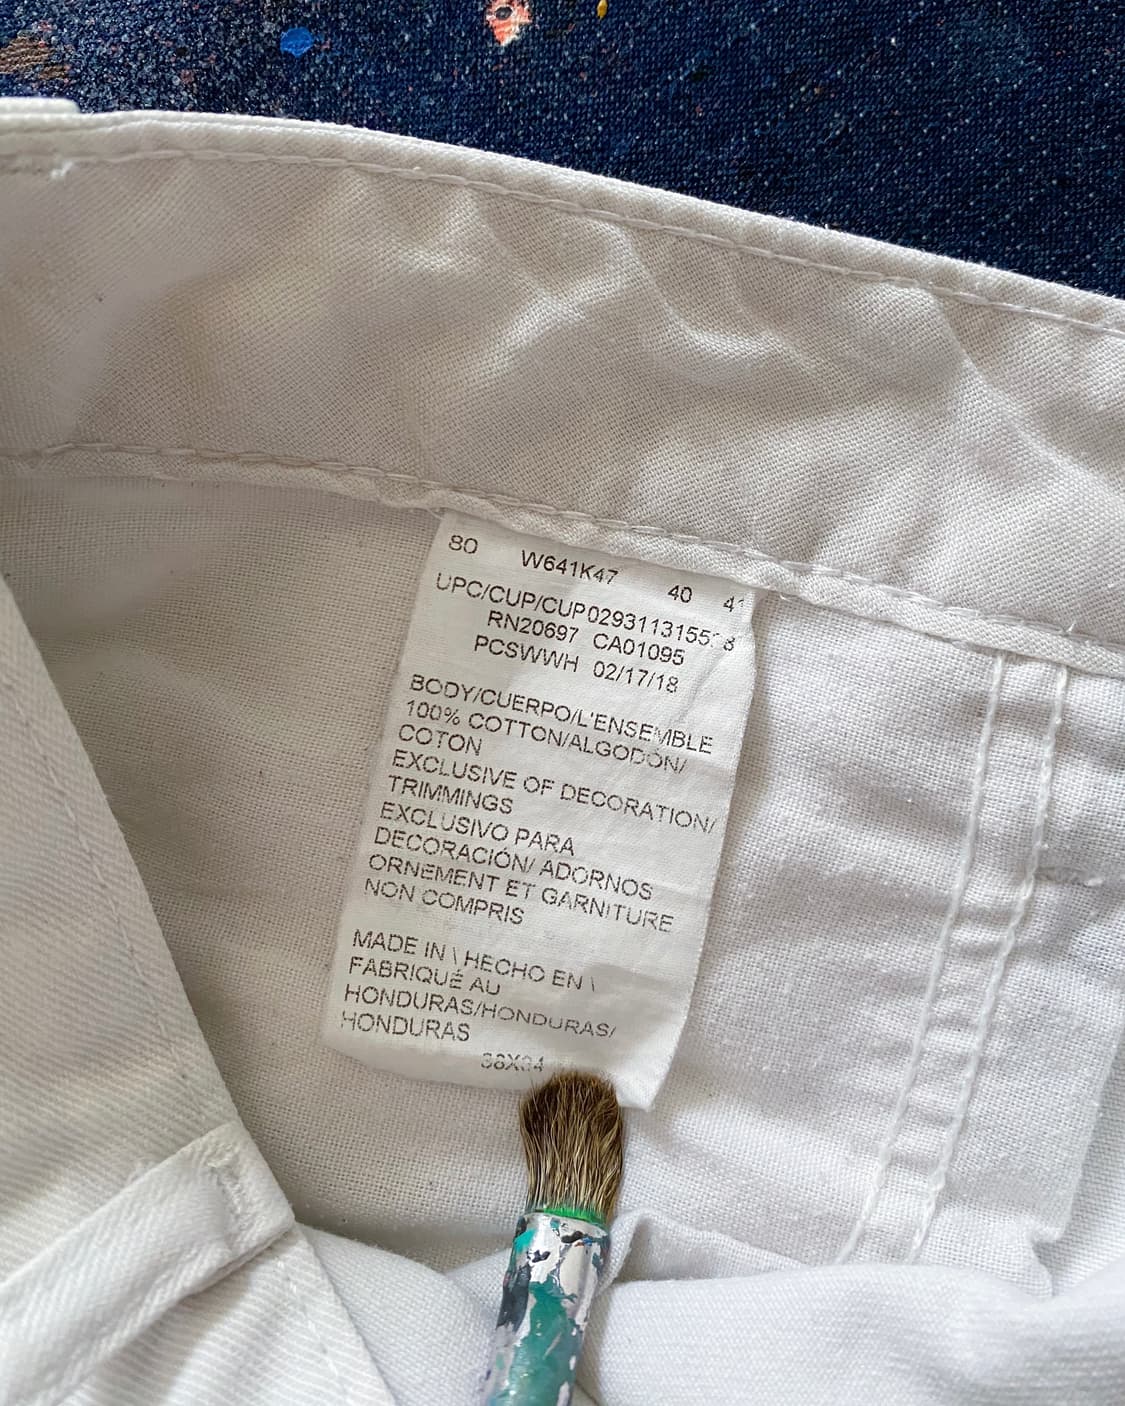 80 W641K47 40 41
UPC/CUP/CUP
RN20697 CA01095
PCSWWH 02/17/18
BODY/CUERPO/L'ENSEMBLE
100% COTTON/ALGODÓN/
COTON
EXCLUSIVE OF DECORATION/
TRIMMINGS
EXCLUSIVO PARA
DECORACIÓN/ ADORNOS
ORNEMENT ET GARNITURE
NON COMPRIS
MADE IN \ HECHO EN \
FABRIQUÉ AU
HONDURAS/HONDURAS/
HONDURAS